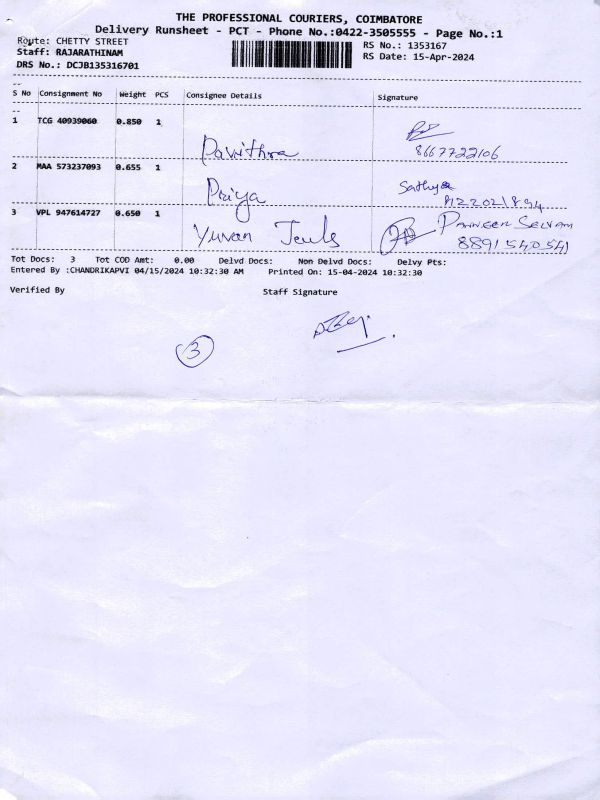 THE PROFESSIONAL COURIERS, COIMBATORE
Delivery Runsheet - PCT - Phone No.:0422-3505555 - Page No.:1
Route: CHETTY STREET
RS No.: 1353167
Staff: RAJARATHINAM
RS Date: 15-Apr-2024
DRS No.: DCJB135316701
S No Consignment No Weight PCS Consignee Details Signature
1 TCG 40939060 0.850 1
Pavithra 8667722106
2 MAA 573237093 0.655 1
Priya Sathya
3 VPL 947614727 0.650 1
Yuvan PANNEER SELVAM
8891540541
Tot Docs: 3 Tot COD Amt: 0.00 Delvd Docs: Non Delvd Docs: Delvy Pts:
Entered By :CHANDRIKAPVI 04/15/2024 10:32:30 AM Printed On: 15-04-2024 10:32:30
Verified By Staff Signature
3